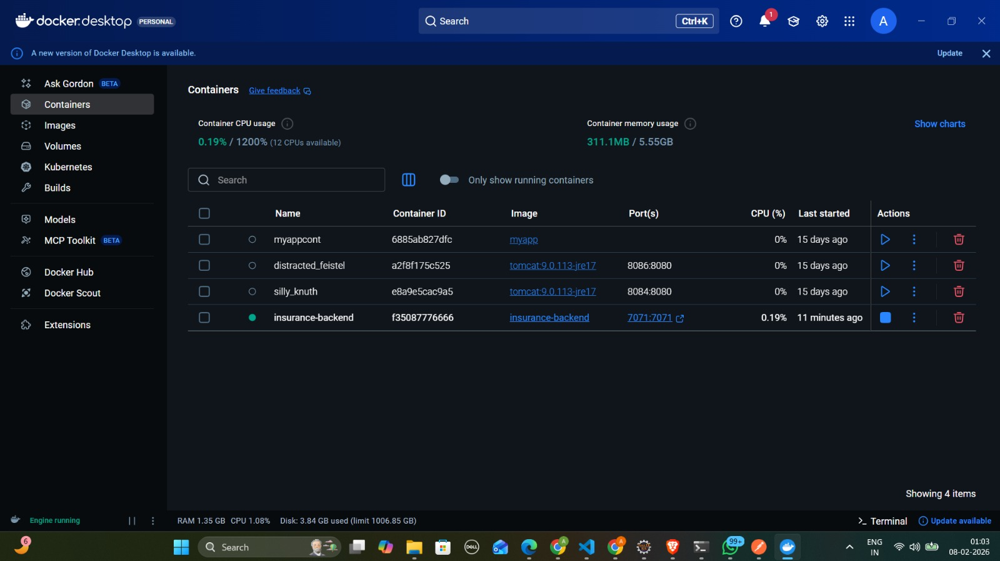 docker.desktop PERSONAL
Search
Ctrl+K
1
A
A new version of Docker Desktop is available.
Update
Ask Gordon BETA
Containers
Images
Volumes
Kubernetes
Builds
Models
MCP Toolkit BETA
Docker Hub
Docker Scout
Extensions
Containers Give feedback
Container CPU usage
0.19% / 1200% (12 CPUs available)
Container memory usage
311.1MB / 5.55GB
Show charts
Search
Only show running containers
Name Container ID Image Port(s) CPU (%) Last started Actions
myappcont 6885ab827dfc myapp 0% 15 days ago
distracted_feistel a2f8f175c525 tomcat:9.0.113-jre17 8086:8080 0% 15 days ago
silly_knuth e8a9e5cac9a5 tomcat:9.0.113-jre17 8084:8080 0% 15 days ago
insurance-backend f35087776666 insurance-backend 7071:7071 0.19% 11 minutes ago
Showing 4 items
Engine running
RAM 1.35 GB CPU 1.08% Disk: 3.84 GB used (limit 1006.85 GB)
Terminal
Update available
6
Search
DELL
A
A
99+
ENG
IN
01:03
08-02-2026